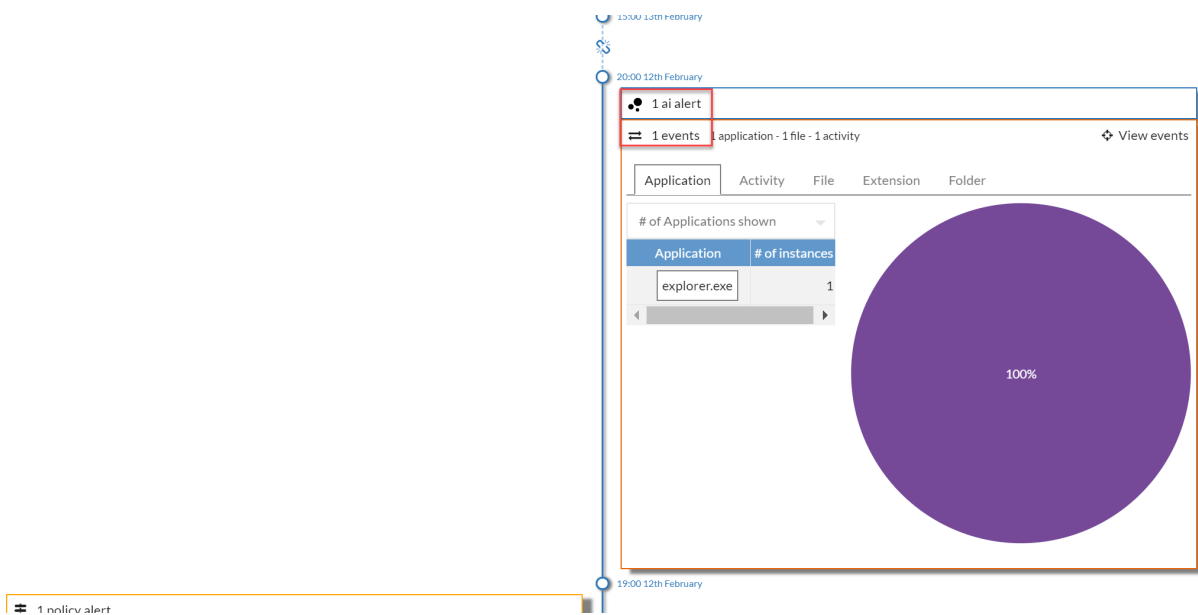 15:00 13th February
20:00 12th February
1 ai alert
1 events 1 application - 1 file - 1 activity View events
Application Activity File Extension Folder
# of Applications shown
Application # of instances
explorer.exe 1
100%
19:00 12th February
1 policy alert